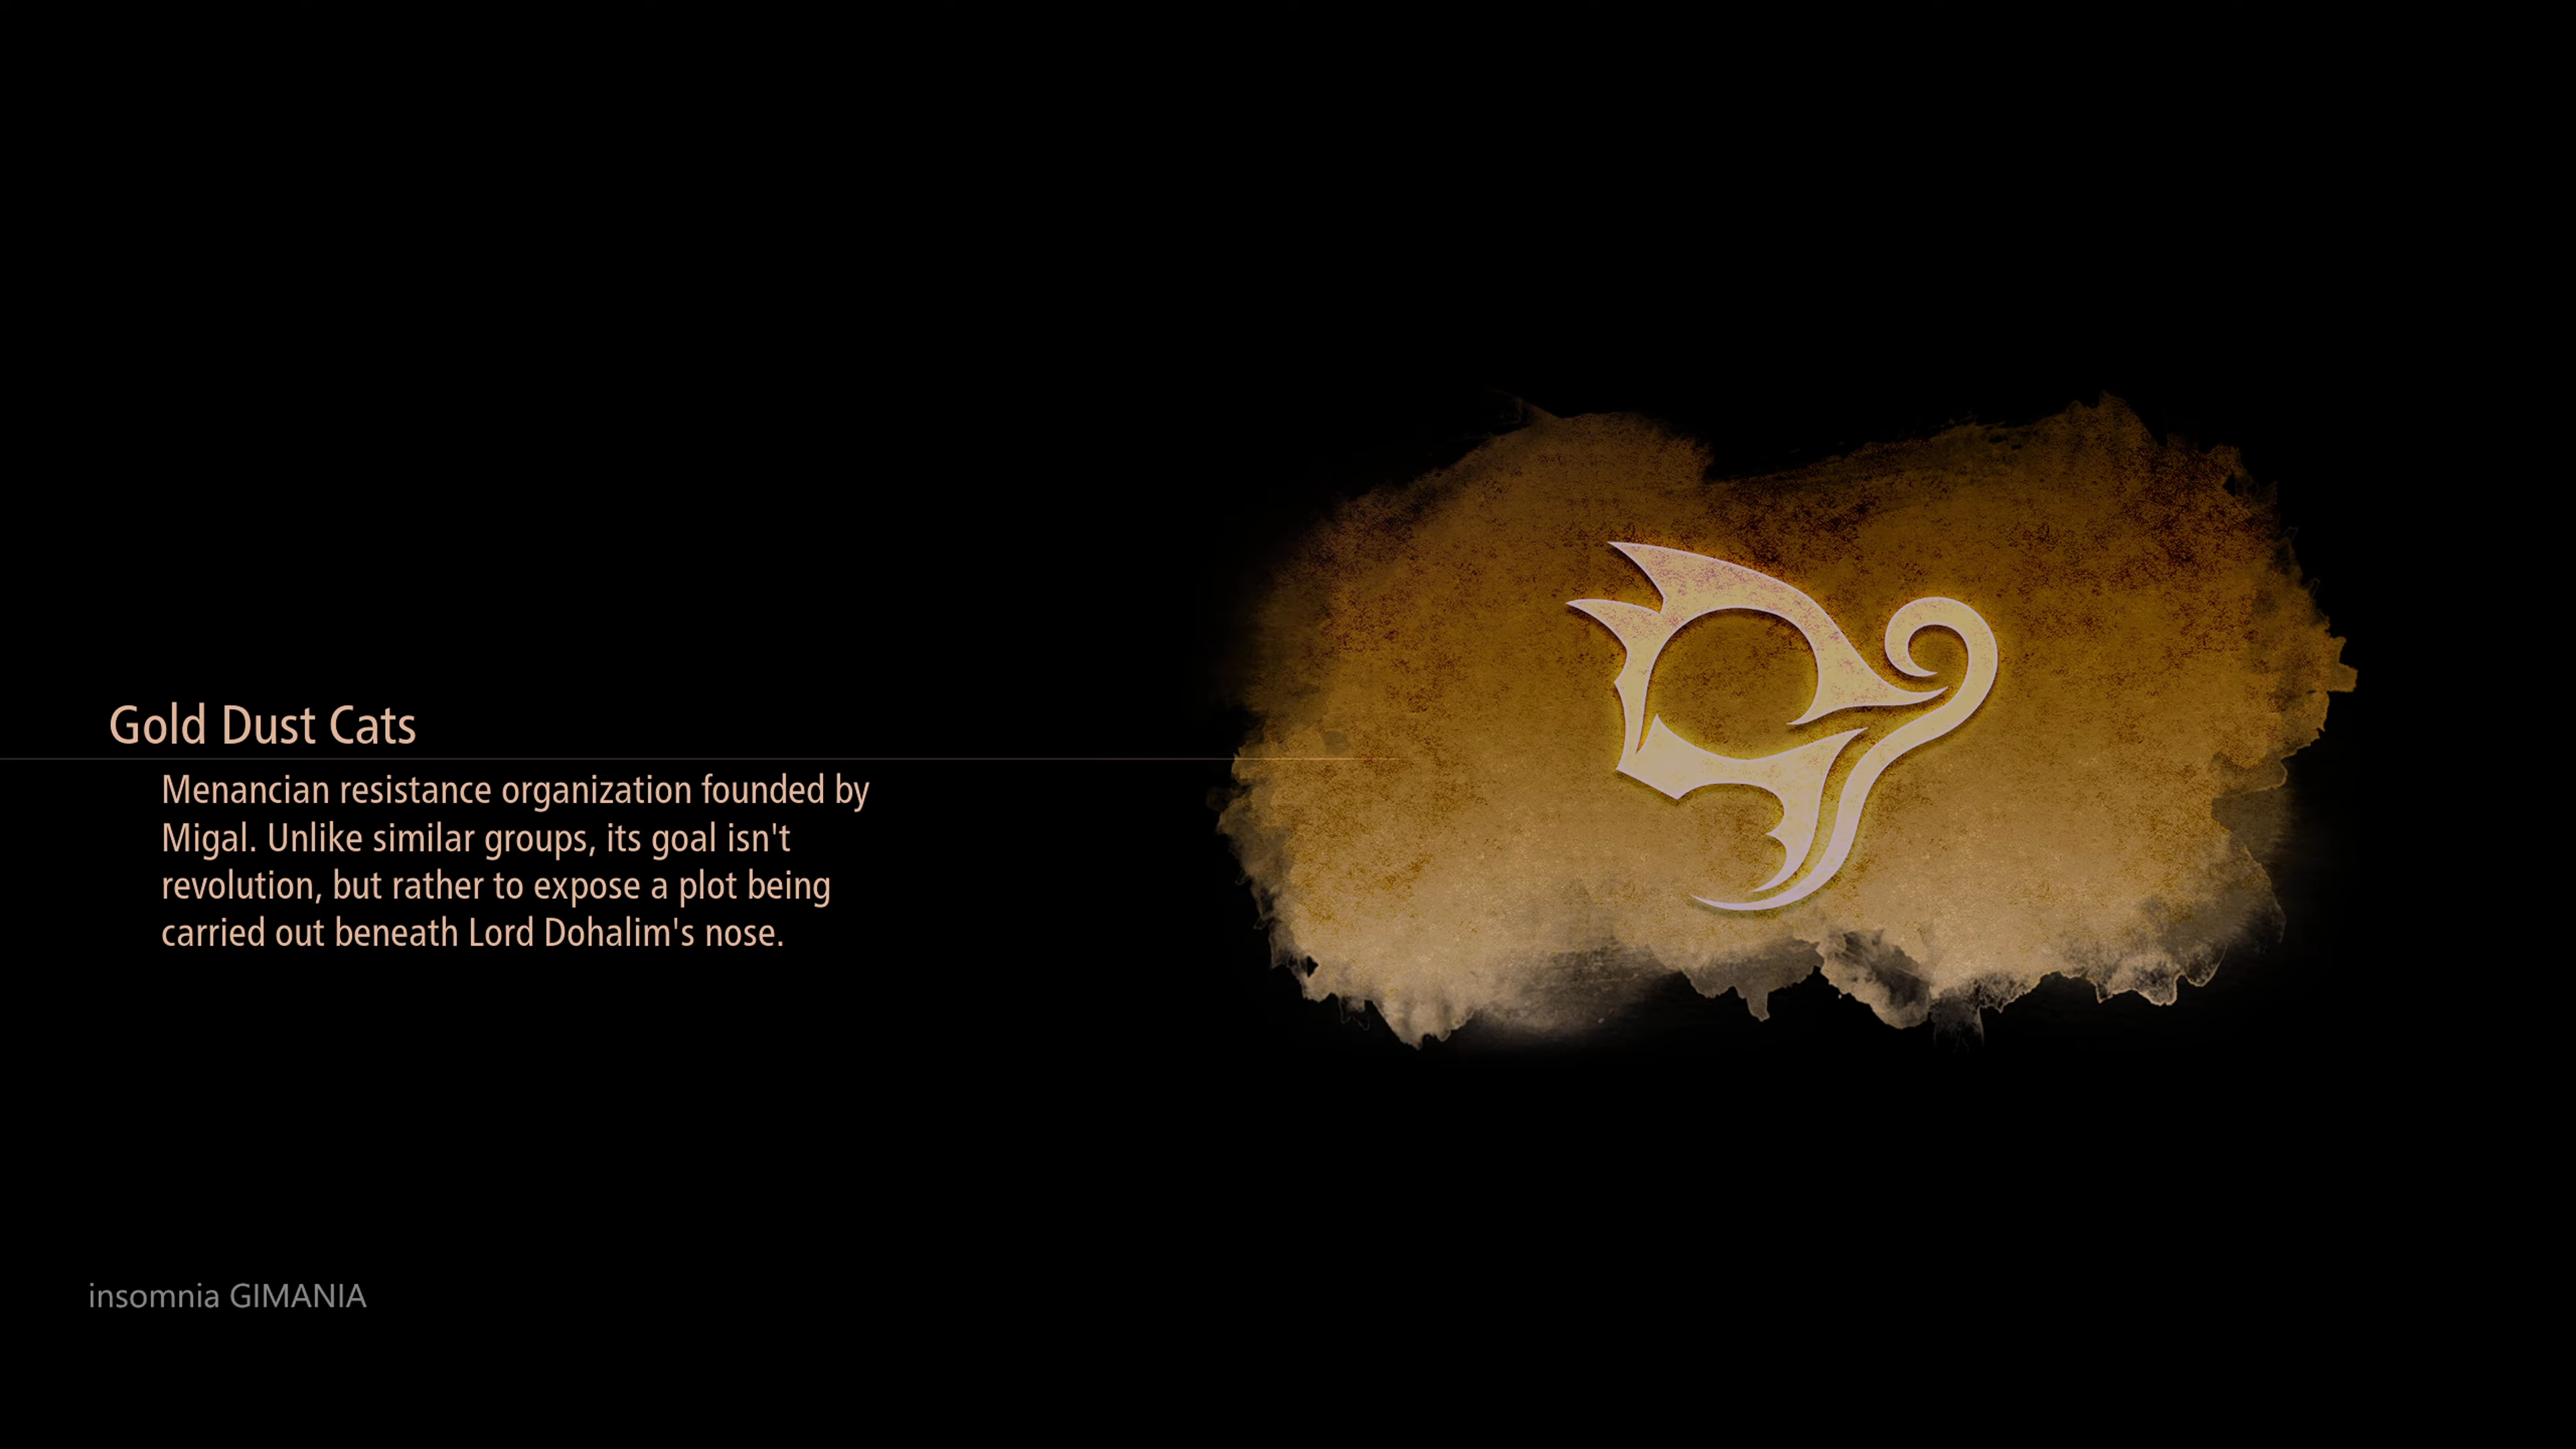 Gold Dust Cats
Menancian resistance organization founded by
Migal. Unlike similar groups, its goal isn't
revolution, but rather to expose a plot being
carried out beneath Lord Dohalim's nose.
insomnia GIMANIA